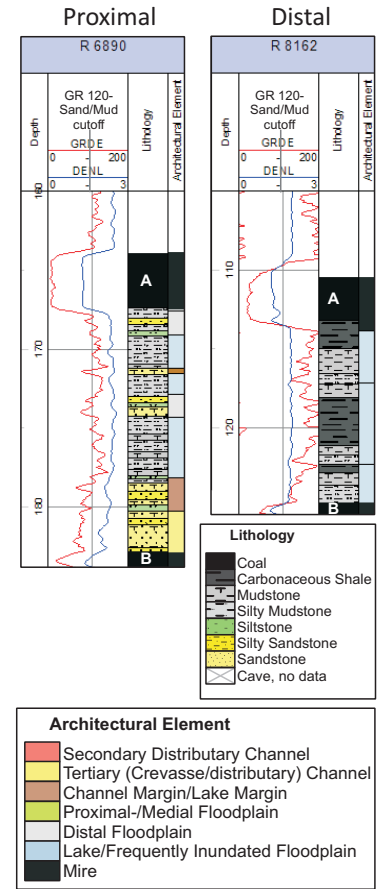 Proximal
Distal
R 6890
R 8162
Depth
GR 120-
Sand/Mud
cutoff
GRDE
0 200
DENL
0 3
Lithology
Architectural Element
Depth
GR 120-
Sand/Mud
cutoff
GRDE
0 200
DENL
0 3
Lithology
Architectural Element
160
170
180
A
B
110
120
A
B
Lithology
Coal
Carbonaceous Shale
Mudstone
Silty Mudstone
Siltstone
Silty Sandstone
Sandstone
Cave, no data
Architectural Element
Secondary Distributary Channel
Tertiary (Crevasse/distributary) Channel
Channel Margin/Lake Margin
Proximal-/Medial Floodplain
Distal Floodplain
Lake/Frequently Inundated Floodplain
Mire